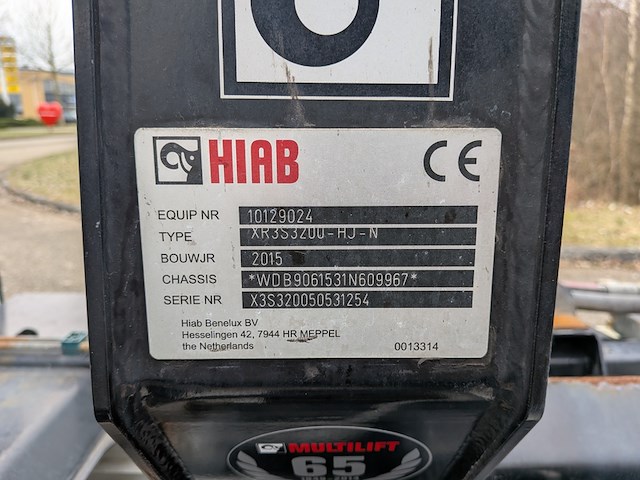 HIAB CE
EQUIP NR 10129024
TYPE XR3S3200-HJ-N
BOUWJR 2015
CHASSIS *WDB9061531N609967*
SERIE NR X3S320050531254
Hiab Benelux BV
Hesselingen 42, 7944 HR MEPPEL
the Netherlands 0013314
MULTILIFT
65